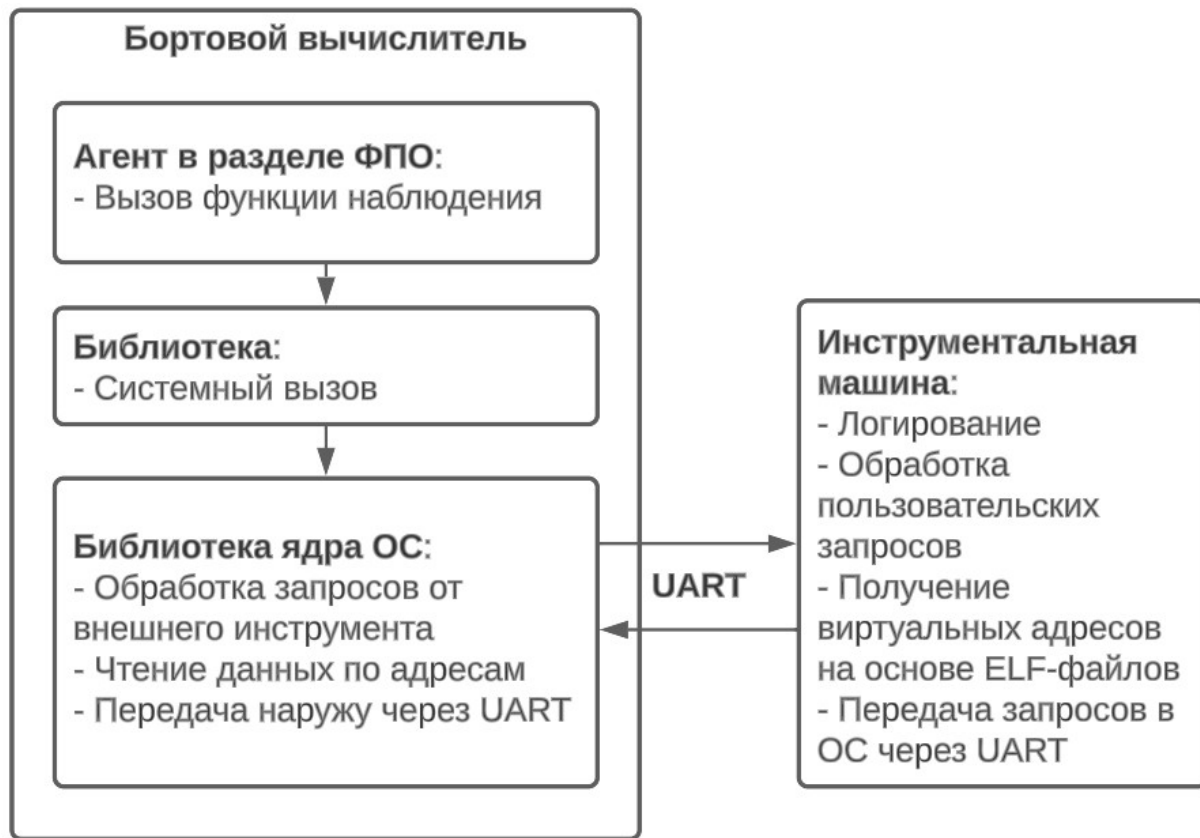 Бортовой вычислитель
Агент в разделе ФПО:
- Вызов функции наблюдения
Библиотека:
- Системный вызов
Библиотека ядра ОС:
- Обработка запросов от
внешнего инструмента
- Чтение данных по адресам
- Передача наружу через UART
UART
Инструментальная
машина:
- Логирование
- Обработка
пользовательских
запросов
- Получение
виртуальных адресов
на основе ELF-файлов
- Передача запросов в
ОС через UART